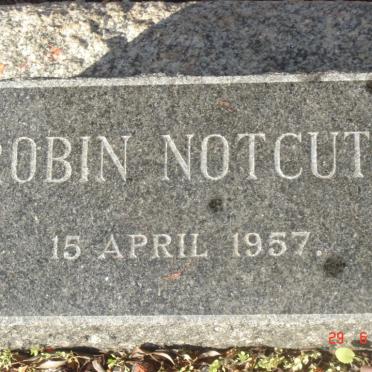 ROBIN NOTCUT
15 APRIL 1957.
29 6